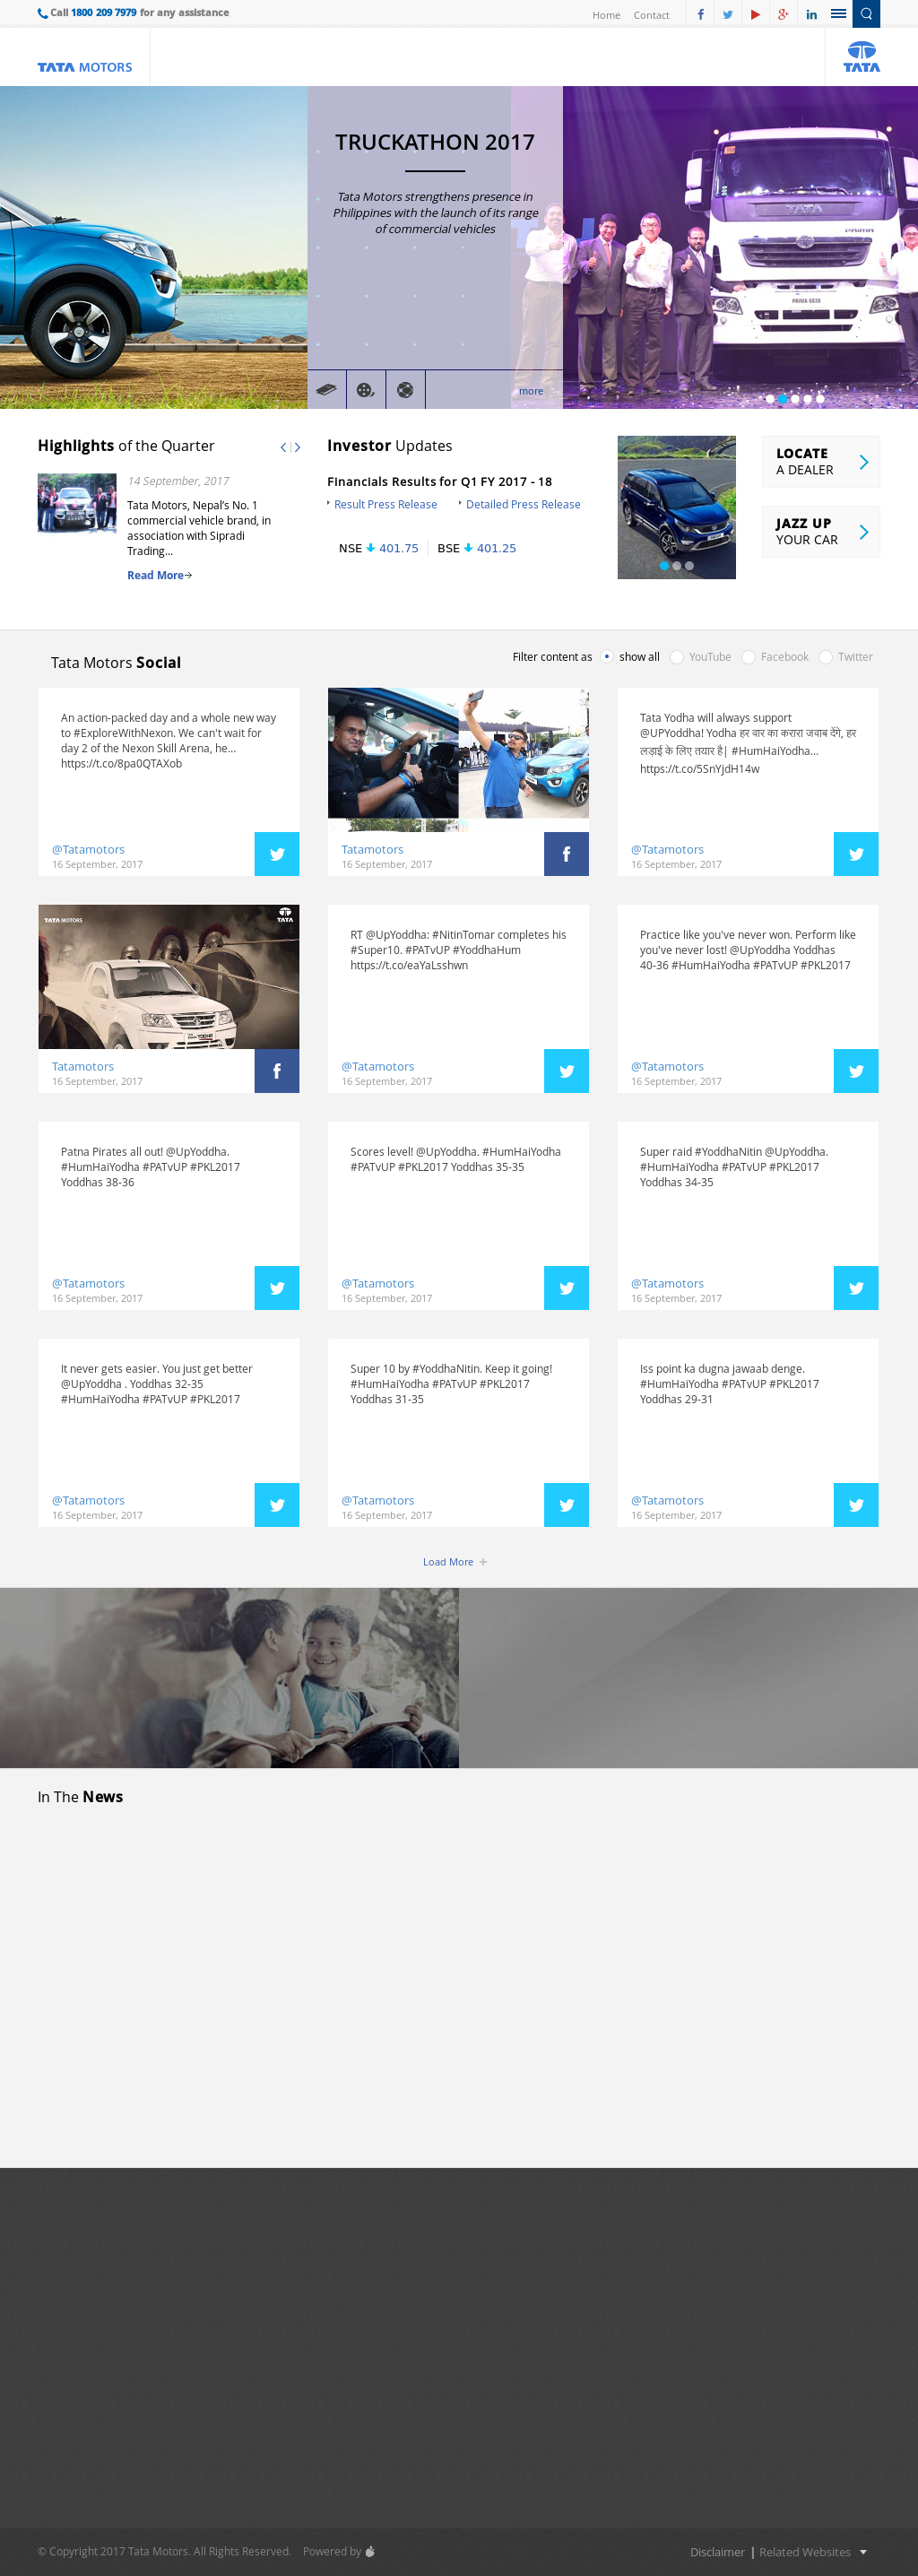 Call 1800 209 7979 for any assistance
Home Contact
TATA MOTORS
TATA
TRUCKATHON 2017
Tata Motors strengthens presence in
Philippines with the launch of its range
of commercial vehicles
more
TATA
PRIMA
Highlights of the Quarter
14 September, 2017
Tata Motors, Nepal's No. 1
commercial vehicle brand, in
association with Sipradi
Trading...
Read More
Investor Updates
Financials Results for Q1 FY 2017 - 18
Result Press Release
Detailed Press Release
NSE 401.75
BSE 401.25
LOCATE
A DEALER
JAZZ UP
YOUR CAR
Tata Motors Social
Filter content as show all YouTube Facebook Twitter
An action-packed day and a whole new way
to #ExploreWithNexon. We can't wait for
day 2 of the Nexon Skill Arena, he...
https://t.co/8pa0QTAXob
@Tatamotors
16 September, 2017
Tatamotors
16 September, 2017
Tata Yodha will always support
@UPYoddha! Yodha हर वार का करारा जवाब देंगे, हर
लड़ाई के लिए तयार है| #HumHaiYodha...
https://t.co/5SnYjdH14w
@Tatamotors
16 September, 2017
TATA MOTORS
TATA
Tatamotors
16 September, 2017
RT @UpYoddha: #NitinTomar completes his
#Super10. #PATvUP #YoddhaHum
https://t.co/eaYaLsshwn
@Tatamotors
16 September, 2017
Practice like you've never won. Perform like
you've never lost! @UpYoddha Yoddhas
40-36 #HumHaiYodha #PATvUP #PKL2017
@Tatamotors
16 September, 2017
Patna Pirates all out! @UpYoddha.
#HumHaiYodha #PATvUP #PKL2017
Yoddhas 38-36
@Tatamotors
16 September, 2017
Scores level! @UpYoddha. #HumHaiYodha
#PATvUP #PKL2017 Yoddhas 35-35
@Tatamotors
16 September, 2017
Super raid #YoddhaNitin @UpYoddha.
#HumHaiYodha #PATvUP #PKL2017
Yoddhas 34-35
@Tatamotors
16 September, 2017
It never gets easier. You just get better
@UpYoddha . Yoddhas 32-35
#HumHaiYodha #PATvUP #PKL2017
@Tatamotors
16 September, 2017
Super 10 by #YoddhaNitin. Keep it going!
#HumHaiYodha #PATvUP #PKL2017
Yoddhas 31-35
@Tatamotors
16 September, 2017
Iss point ka dugna jawaab denge.
#HumHaiYodha #PATvUP #PKL2017
Yoddhas 29-31
@Tatamotors
16 September, 2017
Load More
In The News
© Copyright 2017 Tata Motors. All Rights Reserved. Powered by
Disclaimer | Related Websites